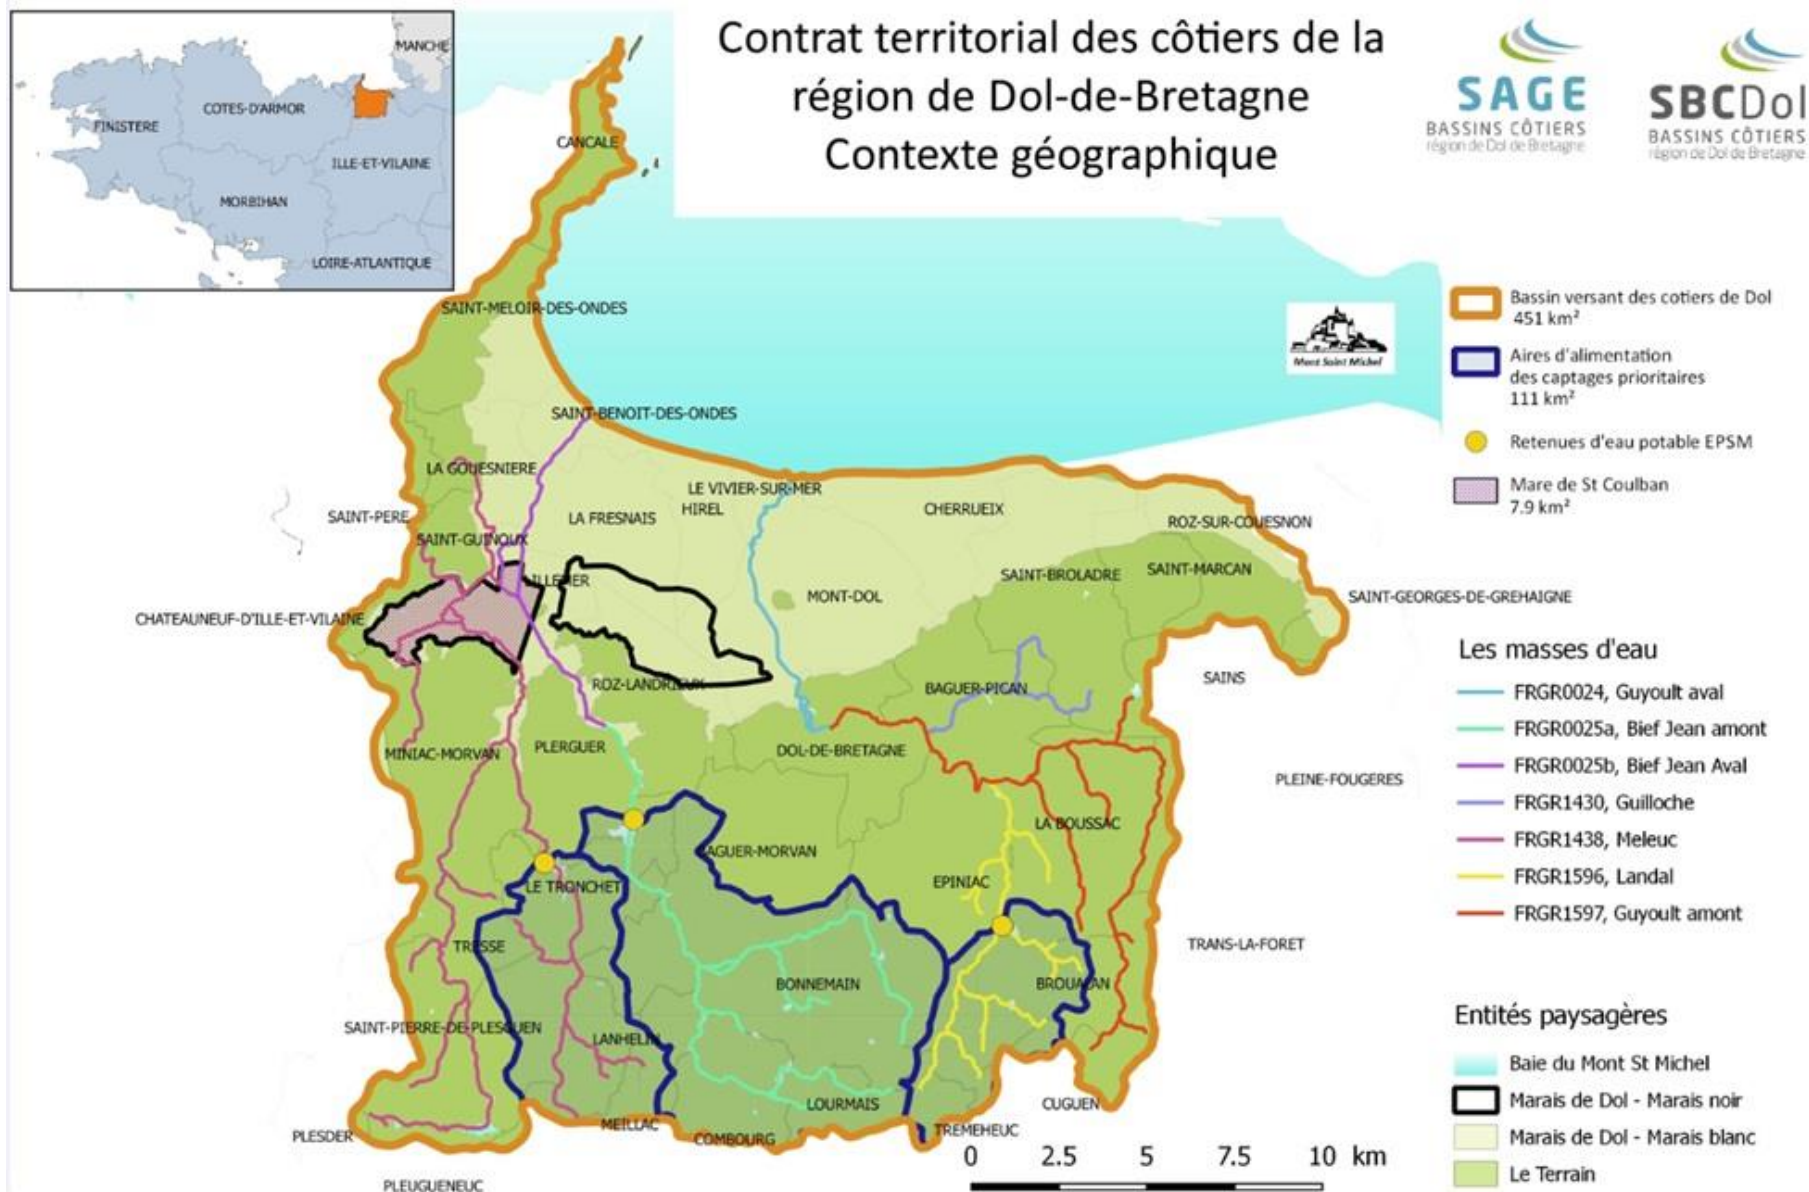 Contrat territorial des côtiers de la
région de Dol-de-Bretagne
Contexte géographique
SAGE
BASSINS CÔTIERS
région de Dol de Bretagne
SBCDol
BASSINS CÔTIERS
région de Dol de Bretagne
MANCHE
COTES-D'ARMOR
FINISTERE
ILLE-ET-VILAINE
MORBIHAN
LOIRE-ATLANTIQUE
CANCALE
SAINT-MELOIR-DES-ONDES
Mont Saint Michel
SAINT-BENOIT-DES-ONDES
LA GOUESNIERE
LE VIVIER-SUR-MER
HIREL
CHERRUEIX
SAINT-PERE
LA FRESNAIS
ROZ-SUR-COUESNON
SAINT-GUINOUX
LILLEMER
SAINT-BROLADRE
SAINT-MARCAN
MONT-DOL
SAINT-GEORGES-DE-GREHAIGNE
CHATEAUNEUF-D'ILLE-ET-VILAINE
ROZ-LANDRIEUX
BAGUER-PICAN
SAINS
MINIAC-MORVAN
PLERGUER
DOL-DE-BRETAGNE
PLEINE-FOUGERES
LA BOUSSAC
BAGUER-MORVAN
LE TRONCHET
EPINIAC
TRESSE
TRANS-LA-FORET
BONNEMAIN
BROUALAN
SAINT-PIERRE-DE-PLESGUEN
LANHELIN
LOURMAIS
CUGUEN
PLESDER
MEILLAC
COMBOURG
TREMEHEUC
PLEUGUENEUC
0 2.5 5 7.5 10 km
Bassin versant des cotiers de Dol
451 km²
Aires d'alimentation
des captages prioritaires
111 km²
Retenues d'eau potable EPSM
Mare de St Coulban
7.9 km²
Les masses d'eau
FRGR0024, Guyoult aval
FRGR0025a, Bief Jean amont
FRGR0025b, Bief Jean Aval
FRGR1430, Guilloche
FRGR1438, Meleuc
FRGR1596, Landal
FRGR1597, Guyoult amont
Entités paysagères
Baie du Mont St Michel
Marais de Dol - Marais noir
Marais de Dol - Marais blanc
Le Terrain